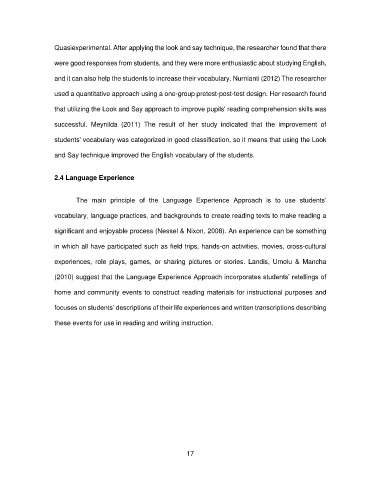 Quasiexperimental. After applying the look and say technique, the researcher found that there
were good responses from students, and they were more enthusiastic about studying English,
and it can also help the students to increase their vocabulary. Nurnianti (2012) The researcher
used a quantitative approach using a one-group pretest-post-test design. Her research found
that utilizing the Look and Say approach to improve pupils' reading comprehension skills was
successful. Meynilda (2011) The result of her study indicated that the improvement of
students' vocabulary was categorized in good classification, so it means that using the Look
and Say technique improved the English vocabulary of the students.
2.4 Language Experience
The main principle of the Language Experience Approach is to use students'
vocabulary, language practices, and backgrounds to create reading texts to make reading a
significant and enjoyable process (Nessel & Nixon, 2008). An experience can be something
in which all have participated such as field trips, hands-on activities, movies, cross-cultural
experiences, role plays, games, or sharing pictures or stories. Landis, Umolu & Mancha
(2010) suggest that the Language Experience Approach incorporates students' retellings of
home and community events to construct reading materials for instructional purposes and
focuses on students' descriptions of their life experiences and written transcriptions describing
these events for use in reading and writing instruction.
17